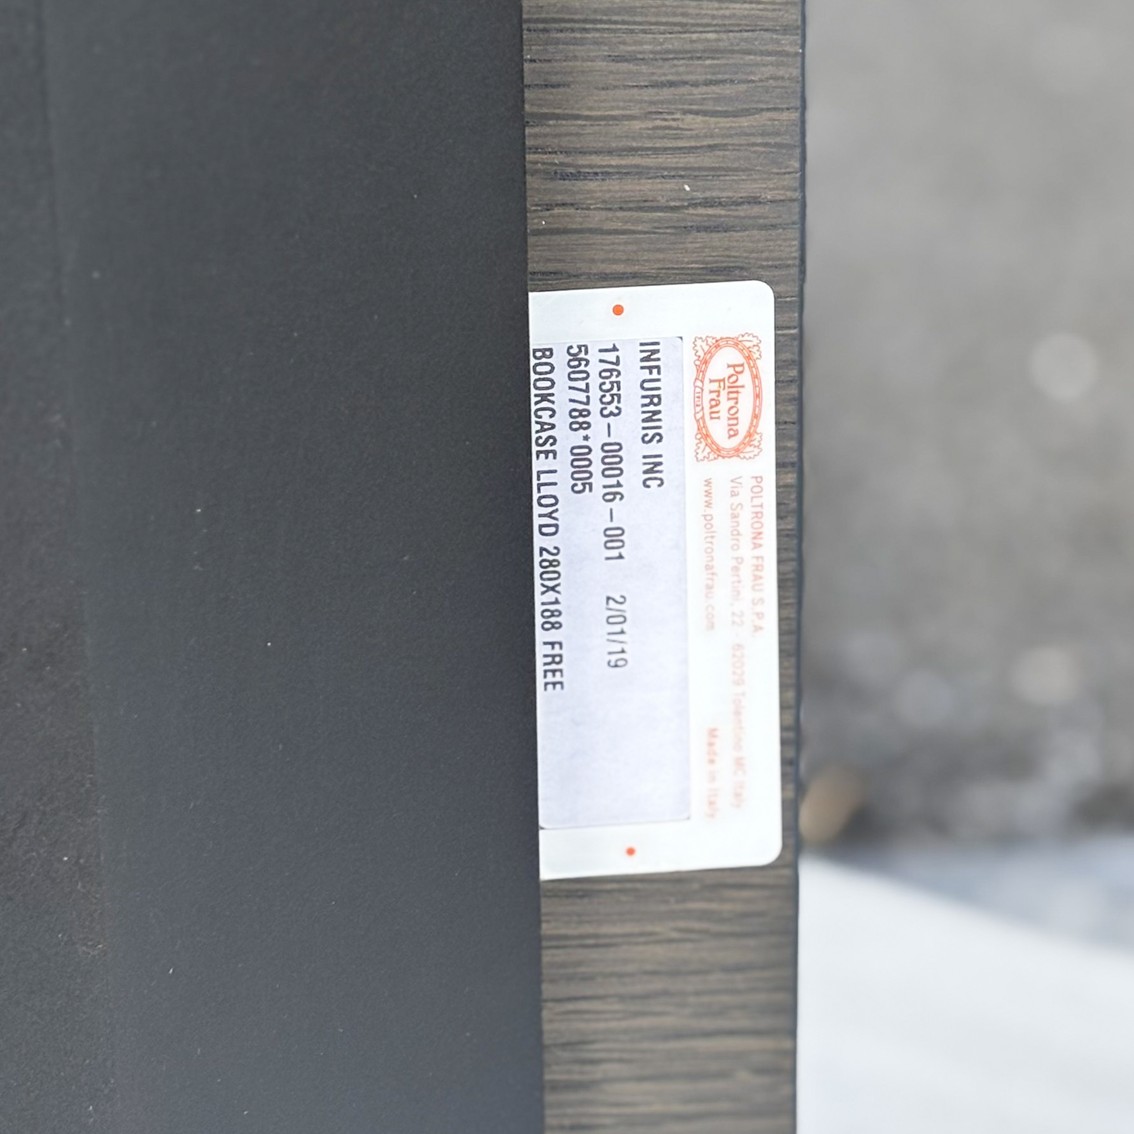 Poltrona
Frau
POLTRONA FRAU S.P.A.
Via Sandro Pertini, 22 - 62029 Tolentino MC Italy
www.poltronafrau.com
Made in Italy
INFURNIS INC
176553-00016-001 2/01/19
5607788*0005
BOOKCASE LLOYD 280X188 FREE